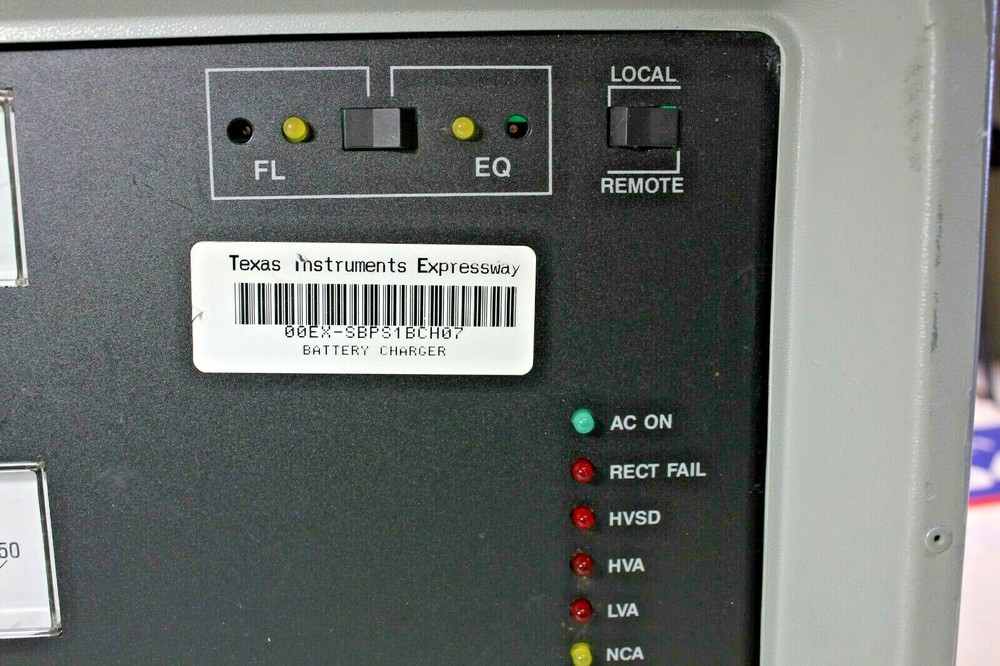 LOCAL
FL
EQ
REMOTE
Texas Instruments Expressway
00EX-SBPS1BCH07
BATTERY CHARGER
AC ON
RECT FAIL
HVSD
50
HVA
LVA
NCA